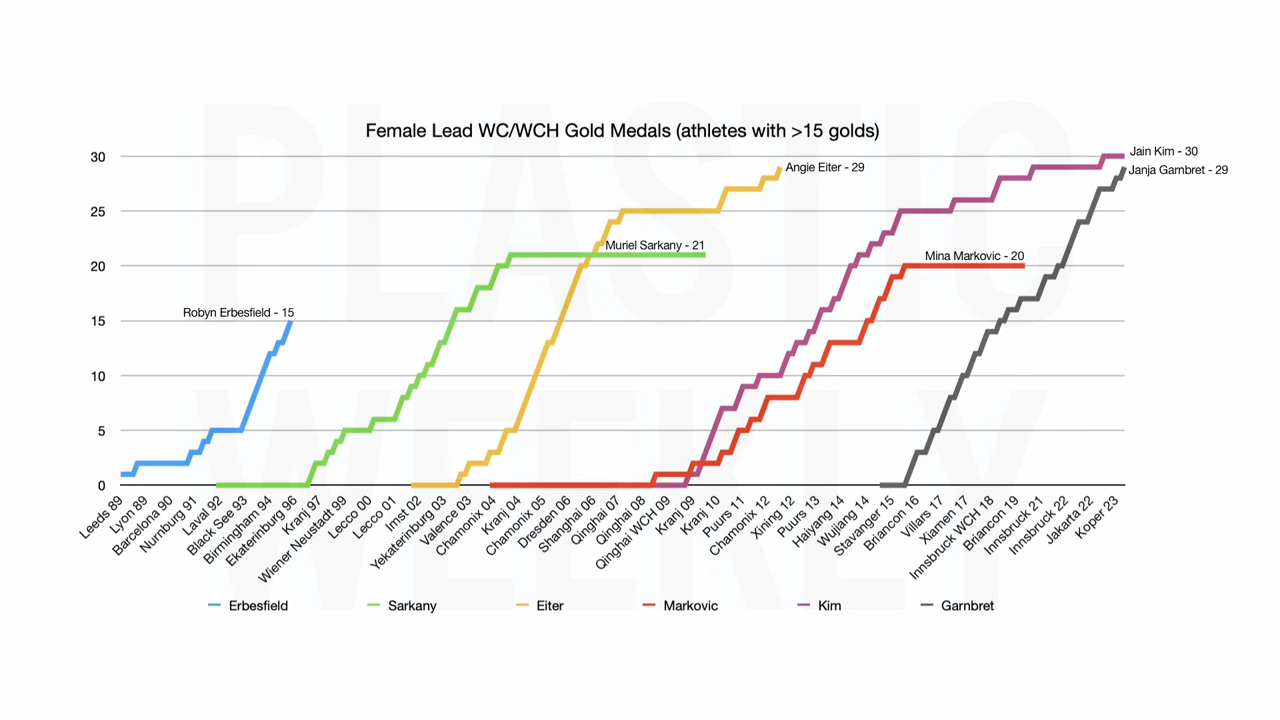 PLASTIC
WEEKLY
Female Lead WC/WCH Gold Medals (athletes with >15 golds)
30
25
20
15
10
5
0
Robyn Erbesfield - 15
Muriel Sarkany - 21
Angie Eiter - 29
Mina Markovic - 20
Jain Kim - 30
Janja Garnbret - 29
Leeds 89
Lyon 89
Barcelona 90
Nurnburg 91
Laval 92
Black See 93
Birmingham 94
Ekaterinburg 96
Kranj 97
Wiener Neustadt 99
Lecco 00
Lecco 01
Imst 02
Yekaterinburg 03
Valence 03
Chamonix 04
Kranj 04
Chamonix 05
Dresden 06
Shanghai 06
Qinghai 07
Qinghai 08
Qinghai WCH 09
Kranj 09
Kranj 10
Puurs 11
Chamonix 12
Xining 12
Puurs 13
Haiyang 14
Wujiang 14
Stavanger 15
Briancon 16
Villars 17
Xiamen 17
Innsbruck WCH 18
Briancon 19
Innsbruck 21
Innsbruck 22
Jakarta 22
Koper 23
Erbesfield
Sarkany
Eiter
Markovic
Kim
Garnbret